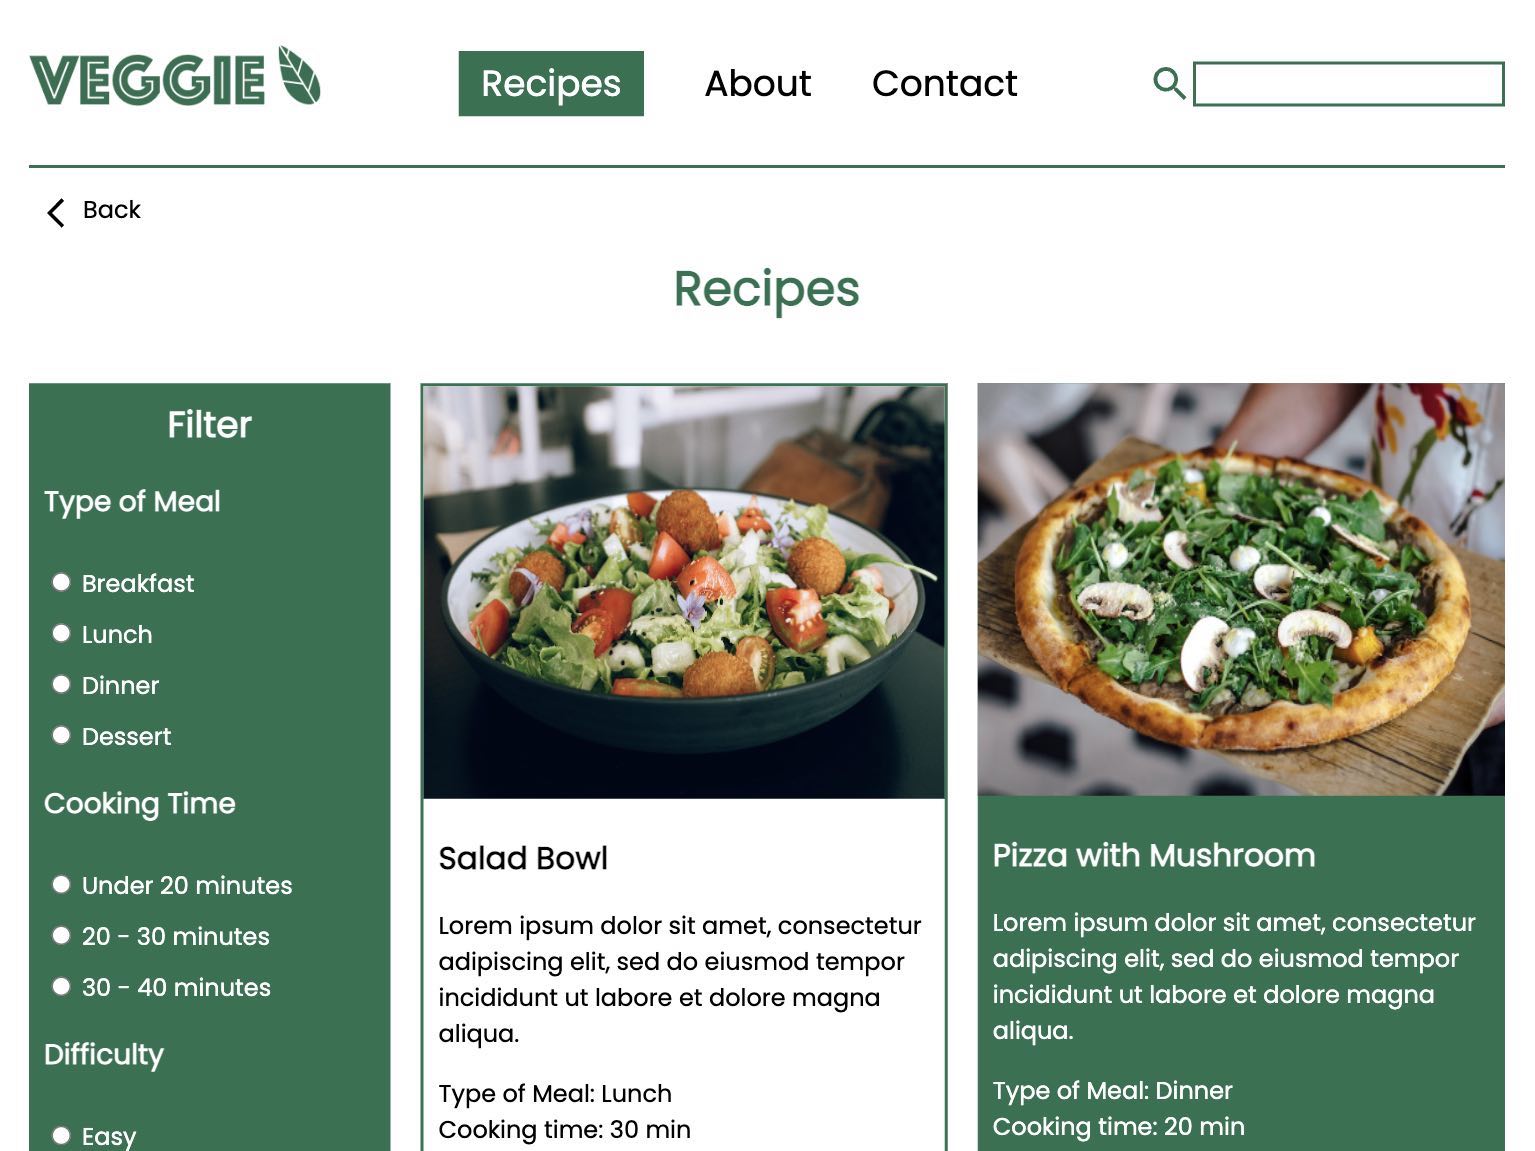 VEGGIE
Recipes
About
Contact
Back
Recipes
Filter
Type of Meal
Breakfast
Lunch
Dinner
Dessert
Cooking Time
Under 20 minutes
20 - 30 minutes
30 - 40 minutes
Difficulty
Easy
Salad Bowl
Lorem ipsum dolor sit amet, consectetur
adipiscing elit, sed do eiusmod tempor
incididunt ut labore et dolore magna
aliqua.
Type of Meal: Lunch
Cooking time: 30 min
Pizza with Mushroom
Lorem ipsum dolor sit amet, consectetur
adipiscing elit, sed do eiusmod tempor
incididunt ut labore et dolore magna
aliqua.
Type of Meal: Dinner
Cooking time: 20 min